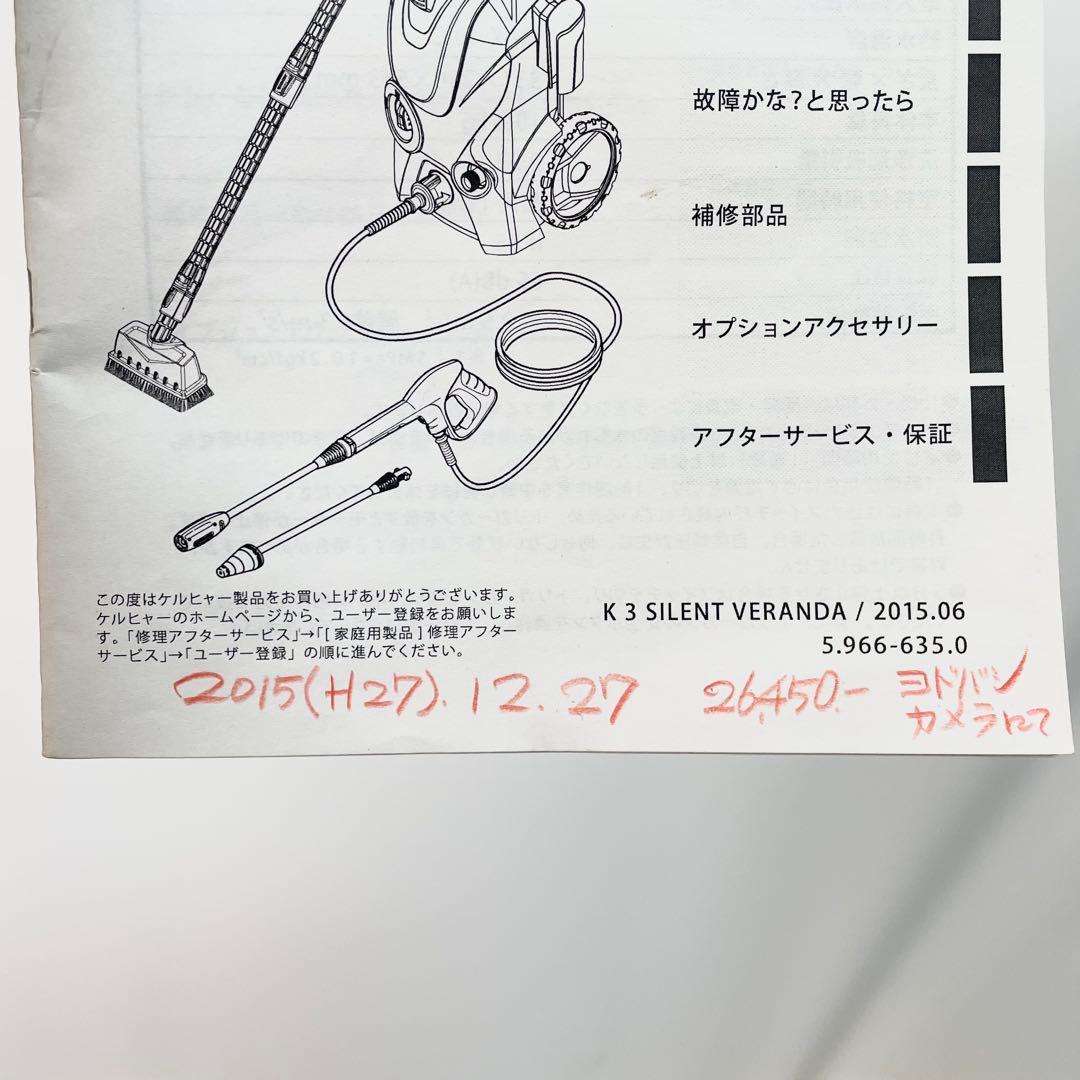 故障かな?と思ったら
補修部品
オプションアクセサリー
アフターサービス・保証
この度はケルヒャー製品をお買い上げありがとうございます。
ケルヒャーのホームページから、ユーザー登録をお願いしま
す。「修理アフターサービス」→「[ 家庭用製品 ] 修理アフター
サービス」→「ユーザー登録」の順に進んでください。
K 3 SILENT VERANDA / 2015.06
5.966-635.0
2015(H27). 12. 27 26,450.- ヨドバシ
カメラにて